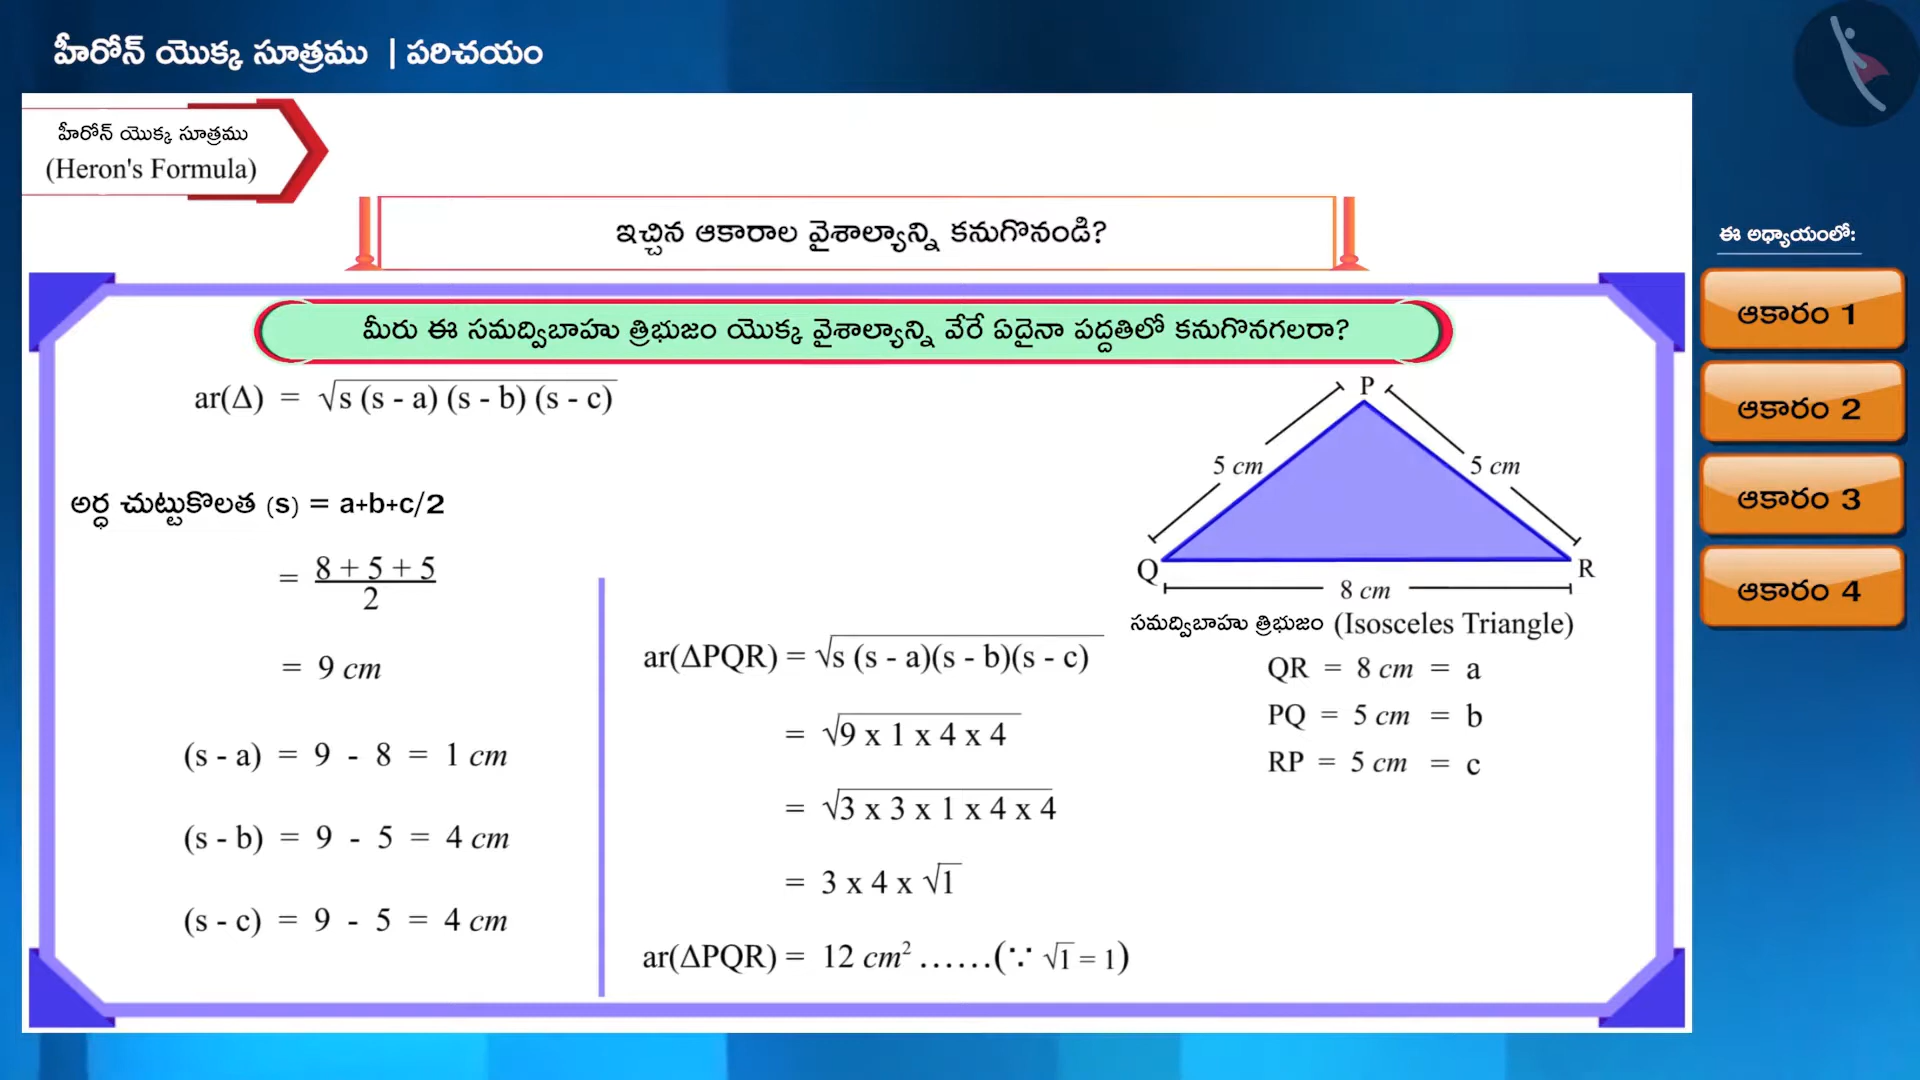 హీరోన్ యొక్క సూత్రము | పరిచయం
హీరోన్ యొక్క సూత్రము
(Heron's Formula)
ఇచ్చిన ఆకారాల వైశాల్యాన్ని కనుగొనండి?
మీరు ఈ సమద్విబాహు త్రిభుజం యొక్క వైశాల్యాన్ని వేరే ఏదైనా పద్దతిలో కనుగొనగలరా?
ar(Δ) = √s (s - a) (s - b) (s - c)
అర్ధ చుట్టుకొలత (s) = a+b+c/2
= 8 + 5 + 5
2
= 9 cm
(s - a) = 9 - 8 = 1 cm
(s - b) = 9 - 5 = 4 cm
(s - c) = 9 - 5 = 4 cm
ar(ΔPQR) = √s (s - a)(s - b)(s - c)
= √9 x 1 x 4 x 4
= √3 x 3 x 1 x 4 x 4
= 3 x 4 x √1
ar(ΔPQR) = 12 cm² ......(∵ √1 = 1)
P
5 cm 5 cm
Q R
8 cm
సమద్విబాహు త్రిభుజం (Isosceles Triangle)
QR = 8 cm = a
PQ = 5 cm = b
RP = 5 cm = c
ఈ అధ్యాయంలో:
ఆకారం 1
ఆకారం 2
ఆకారం 3
ఆకారం 4